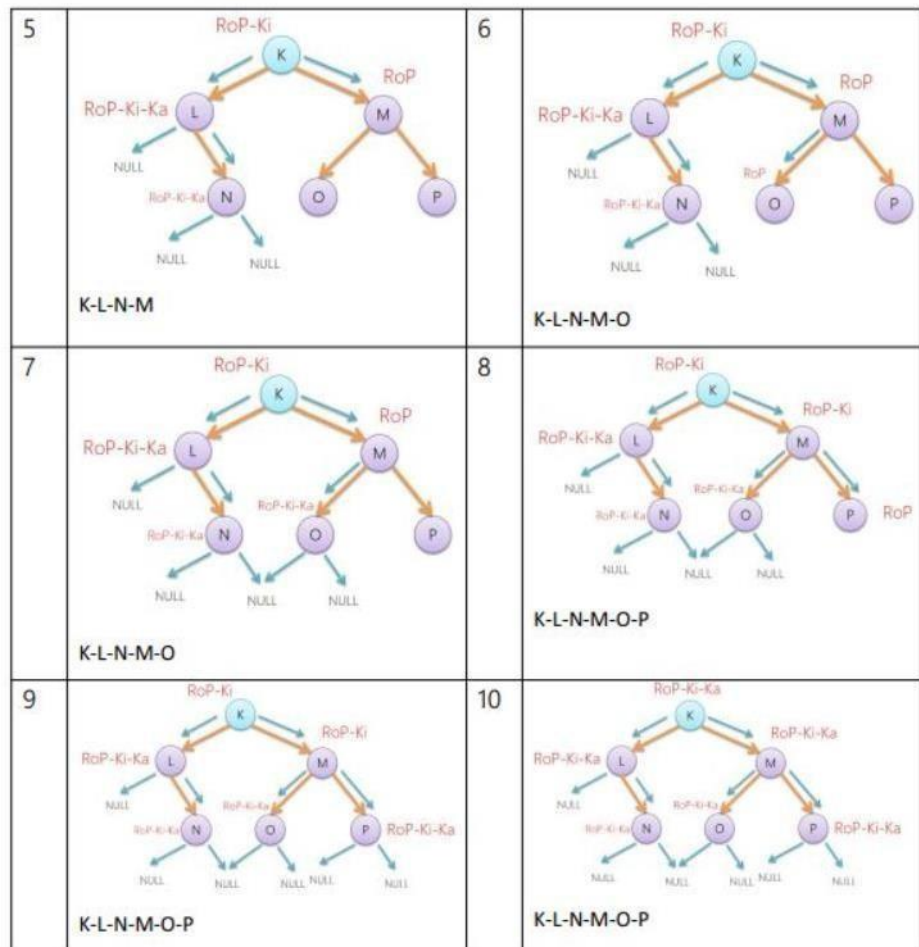 5
RoP-Ki
K
RoP
RoP-Ki-Ka
L
M
NULL
RoP-Ki-Ka
N
O
P
NULL
NULL
K-L-N-M
6
RoP-Ki
K
RoP
RoP-Ki-Ka
L
M
NULL
RoP
RoP-Ki-Ka
N
O
P
NULL
NULL
K-L-N-M-O
7
RoP-Ki
K
RoP
RoP-Ki-Ka
L
M
NULL
RoP-Ki-Ka
RoP-Ki-Ka
N
O
P
NULL
NULL
NULL
K-L-N-M-O
8
RoP-Ki
K
RoP-Ki
RoP-Ki-Ka
L
M
NULL
RoP-Ki-Ka
RoP-Ki-Ka
N
O
P
RoP
NULL
NULL
NULL
K-L-N-M-O-P
9
RoP-Ki
K
RoP-Ki
RoP-Ki-Ka
L
M
NULL
RoP-Ki-Ka
RoP-Ki-Ka
N
O
P
RoP-Ki-Ka
NULL
NULL
NULL
NULL
NULL
K-L-N-M-O-P
10
RoP-Ki-Ka
K
RoP-Ki-Ka
RoP-Ki-Ka
L
M
NULL
RoP-Ki-Ka
RoP-Ki-Ka
N
O
P
RoP-Ki-Ka
NULL
NULL
NULL
NULL
NULL
K-L-N-M-O-P